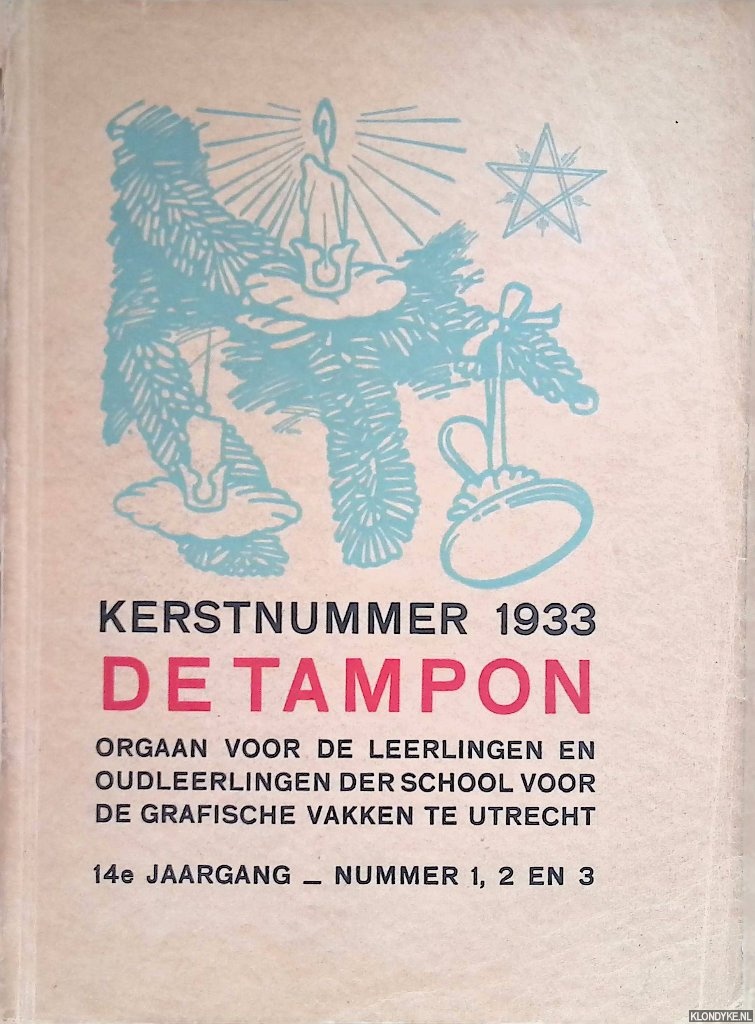 KERSTNUMMER 1933
DE TAMPON
ORGAAN VOOR DE LEERLINGEN EN
OUDLEERLINGEN DER SCHOOL VOOR
DE GRAFISCHE VAKKEN TE UTRECHT
14e JAARGANG _ NUMMER 1, 2 EN 3
KLONDYKE.NL